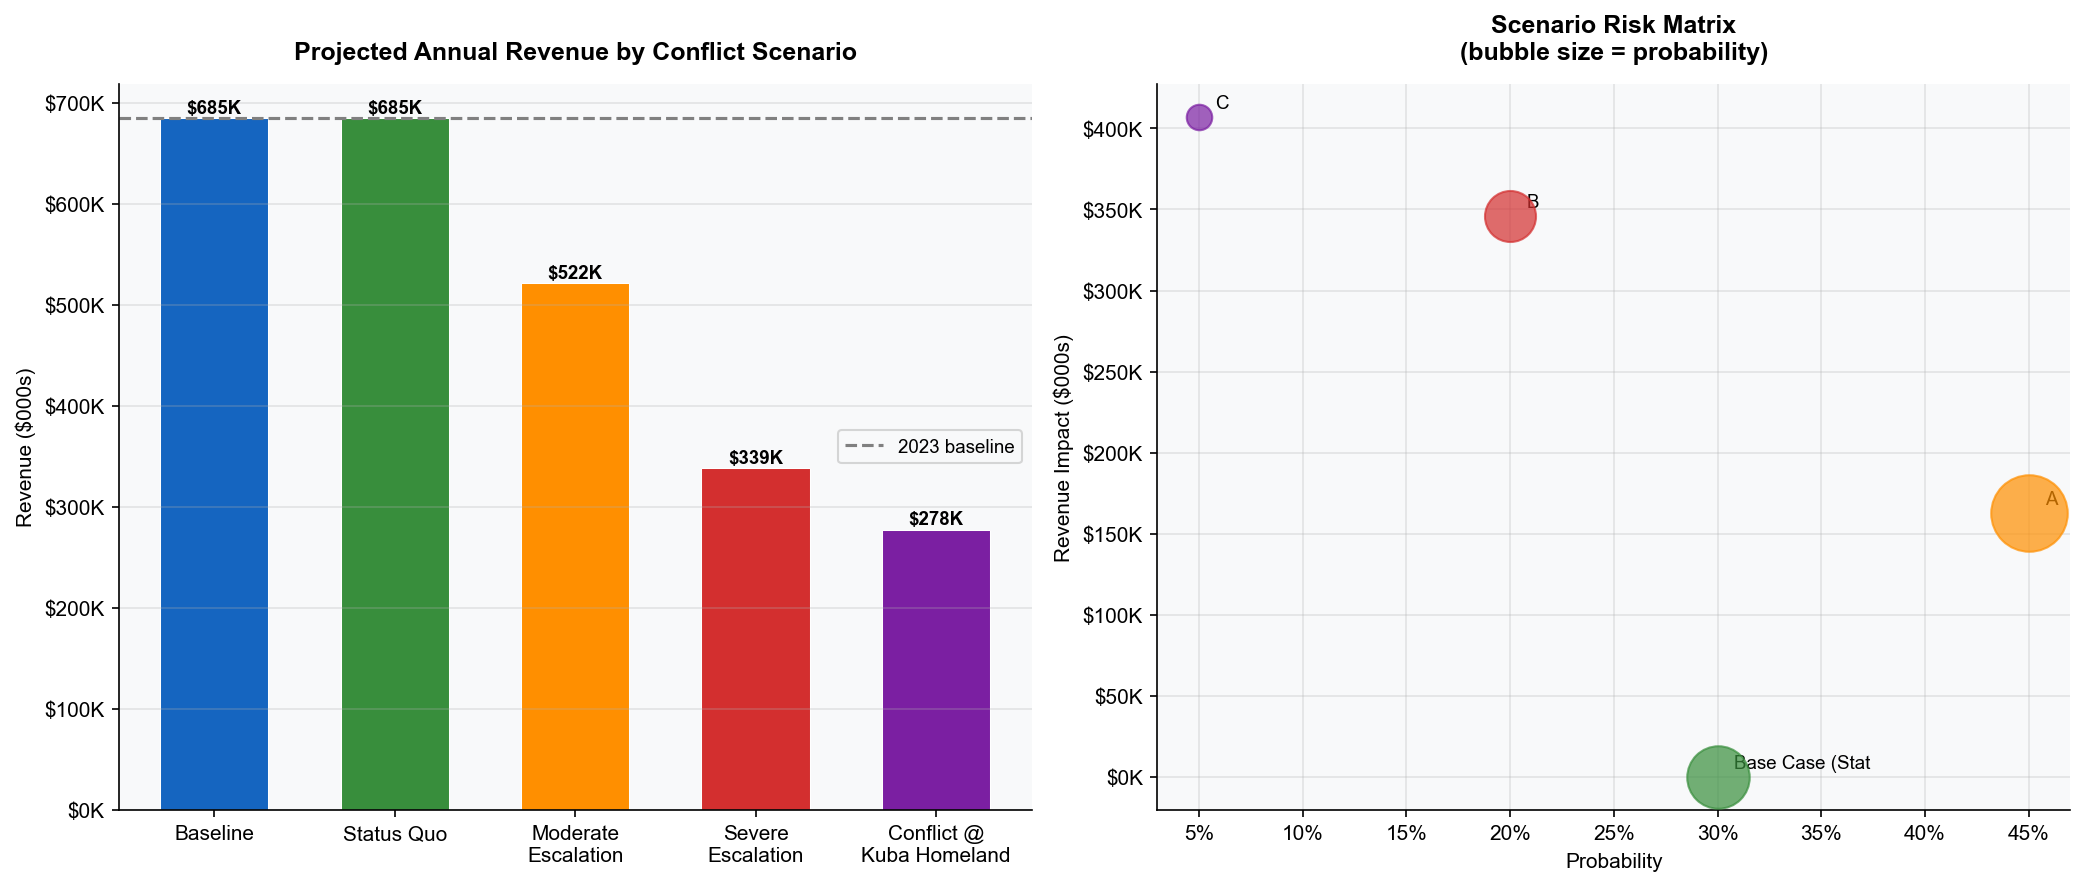 Projected Annual Revenue by Conflict Scenario
Revenue ($000s)
$700K
$600K
$500K
$400K
$300K
$200K
$100K
$0K
$685K
$685K
$522K
$339K
$278K
2023 baseline
Baseline
Status Quo
Moderate
Escalation
Severe
Escalation
Conflict @
Kuba Homeland
Scenario Risk Matrix
(bubble size = probability)
Revenue Impact ($000s)
$400K
$350K
$300K
$250K
$200K
$150K
$100K
$50K
$0K
C
B
A
Base Case (Stat
5%
10%
15%
20%
25%
30%
35%
40%
45%
Probability